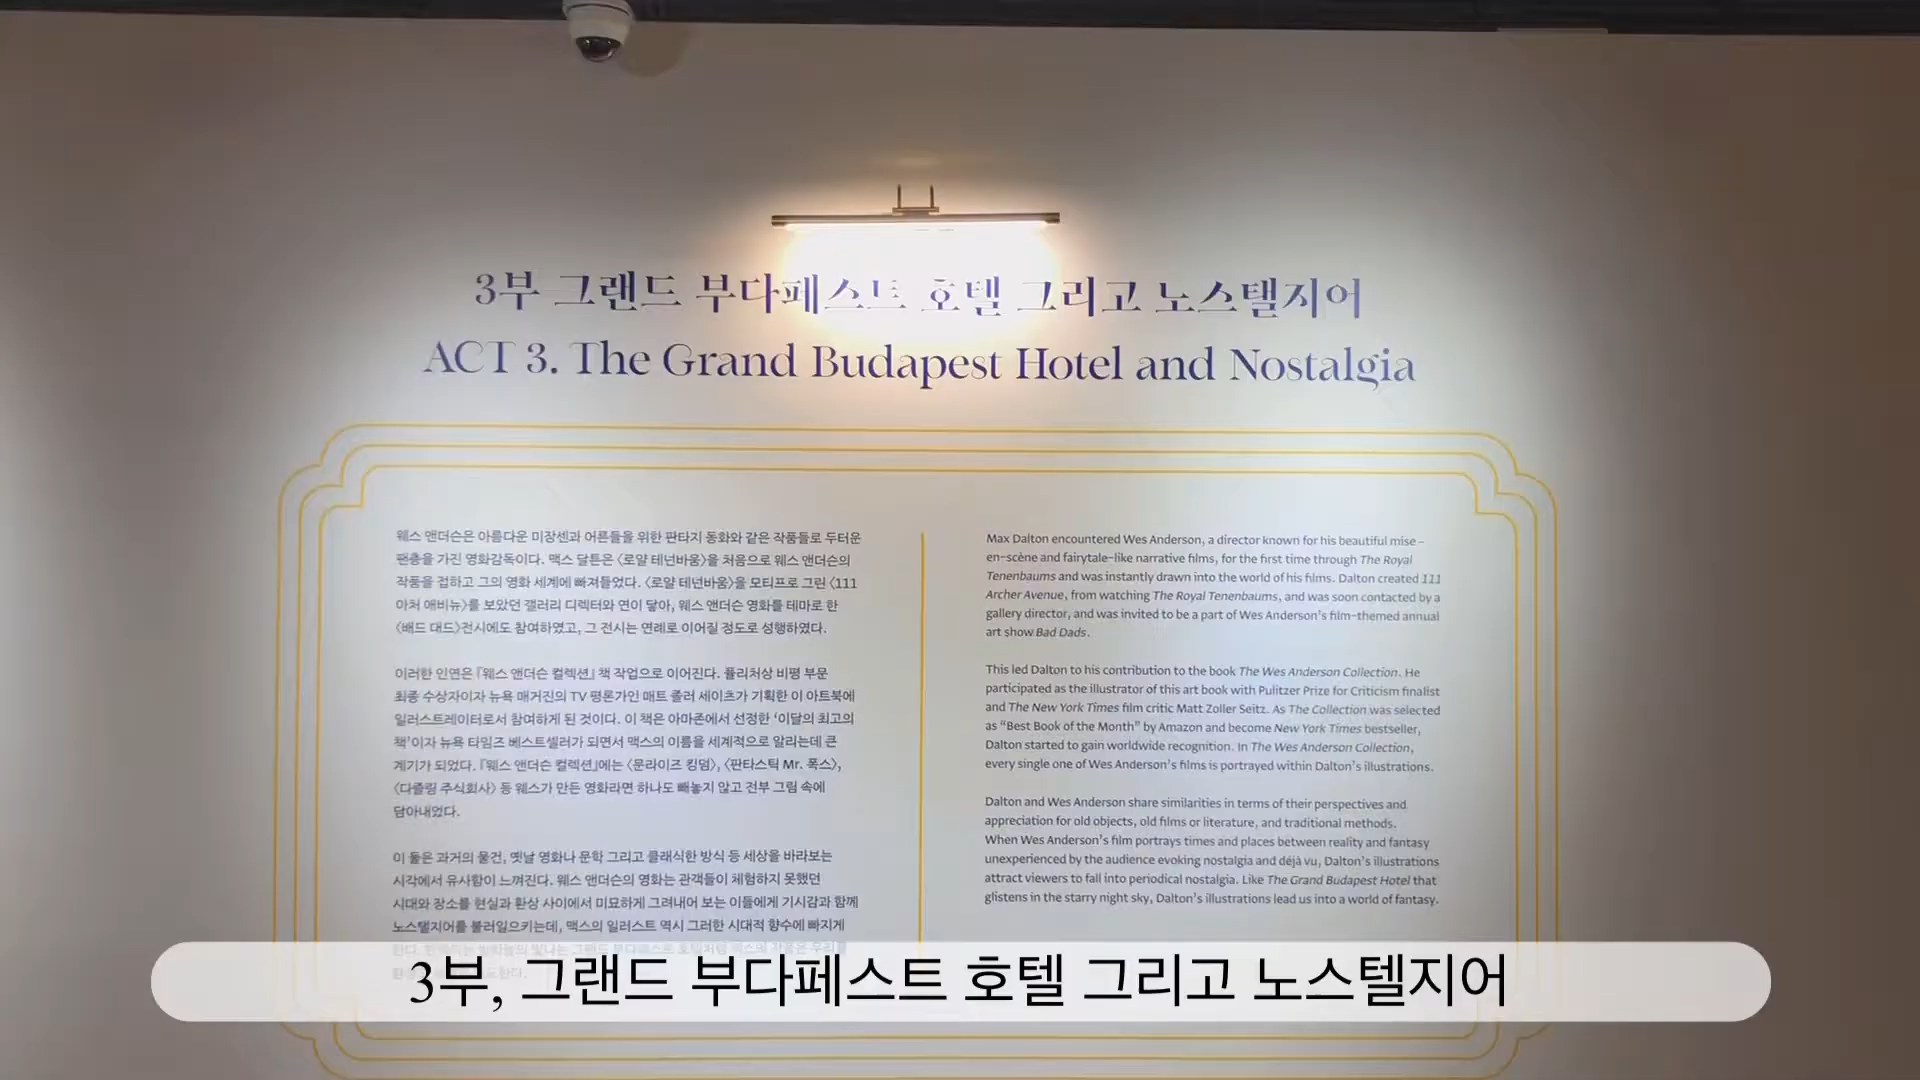 3부 그랜드 부다페스트 호텔 그리고 노스탤지어
ACT 3. The Grand Budapest Hotel and Nostalgia
웨스 앤더슨은 아름다운 미장센과 어른들을 위한 판타지 동화와 같은 작품들로 두터운
팬층을 가진 영화감독이다. 맥스 달튼은 〈로얄 테넌바움〉을 처음으로 웨스 앤더슨의
작품을 접하고 그의 영화 세계에 빠져들었다. 〈로얄 테넌바움〉을 모티프로 그린 〈111
아처 애비뉴〉를 보았던 갤러리 디렉터와 연이 닿아, 웨스 앤더슨 영화를 테마로 한
〈배드 대드〉전시에도 참여하였고, 그 전시는 연례로 이어질 정도로 성행하였다.
이러한 인연은 『웨스 앤더슨 컬렉션』 책 작업으로 이어진다. 퓰리처상 비평 부문
최종 수상자이자 뉴욕 매거진의 TV 평론가인 매트 졸러 세이츠가 기획한 이 아트북에
일러스트레이터로서 참여하게 된 것이다. 이 책은 아마존에서 선정한 ‘이달의 최고의
책’이자 뉴욕 타임즈 베스트셀러가 되면서 맥스의 이름을 세계적으로 알리는데 큰
계기가 되었다. 『웨스 앤더슨 컬렉션』에는 〈문라이즈 킹덤〉, 〈판타스틱 Mr. 폭스〉,
〈다즐링 주식회사〉 등 웨스가 만든 영화라면 하나도 빼놓지 않고 전부 그림 속에
담아내었다.
이 둘은 과거의 물건, 옛날 영화나 문학 그리고 클래식한 방식 등 세상을 바라보는
시각에서 유사함이 느껴진다. 웨스 앤더슨의 영화는 관객들이 체험하지 못했던
시대와 장소를 현실과 환상 사이에서 미묘하게 그려내어 보는 이들에게 기시감과 함께
노스탤지어를 불러일으키는데, 맥스의 일러스트 역시 그러한 시대적 향수에 빠지게
한다. 빛나는 그랜드 부다페스트 호텔처럼
Max Dalton encountered Wes Anderson, a director known for his beautiful mise–
en-scène and fairytale-like narrative films, for the first time through The Royal
Tenenbaums and was instantly drawn into the world of his films. Dalton created 111
Archer Avenue, from watching The Royal Tenenbaums, and was soon contacted by a
gallery director, and was invited to be a part of Wes Anderson's film-themed annual
art show Bad Dads.
This led Dalton to his contribution to the book The Wes Anderson Collection. He
participated as the illustrator of this art book with Pulitzer Prize for Criticism finalist
and The New York Times film critic Matt Zoller Seitz. As The Collection was selected
as “Best Book of the Month” by Amazon and become New York Times bestseller,
Dalton started to gain worldwide recognition. In The Wes Anderson Collection,
every single one of Wes Anderson's films is portrayed within Dalton's illustrations.
Dalton and Wes Anderson share similarities in terms of their perspectives and
appreciation for old objects, old films or literature, and traditional methods.
When Wes Anderson's film portrays times and places between reality and fantasy
unexperienced by the audience evoking nostalgia and déjà vu, Dalton's illustrations
attract viewers to fall into periodical nostalgia. Like The Grand Budapest Hotel that
glistens in the starry night sky, Dalton's illustrations lead us into a world of fantasy.
3부, 그랜드 부다페스트 호텔 그리고 노스텔지어